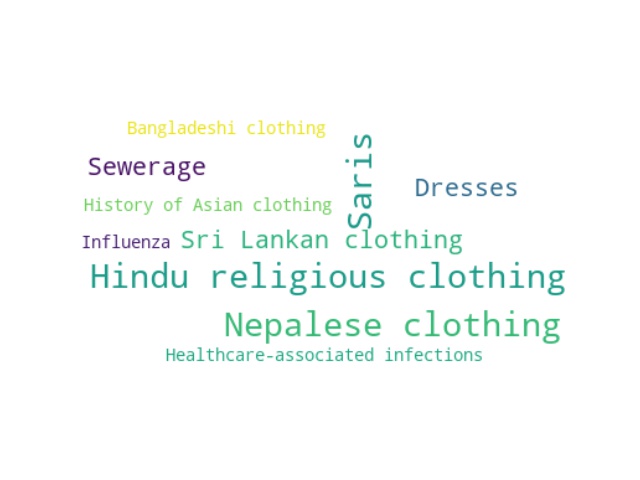 Bangladeshi clothing
Saris
Sewerage
Dresses
History of Asian clothing
Influenza
Sri Lankan clothing
Hindu religious clothing
Nepalese clothing
Healthcare-associated infections